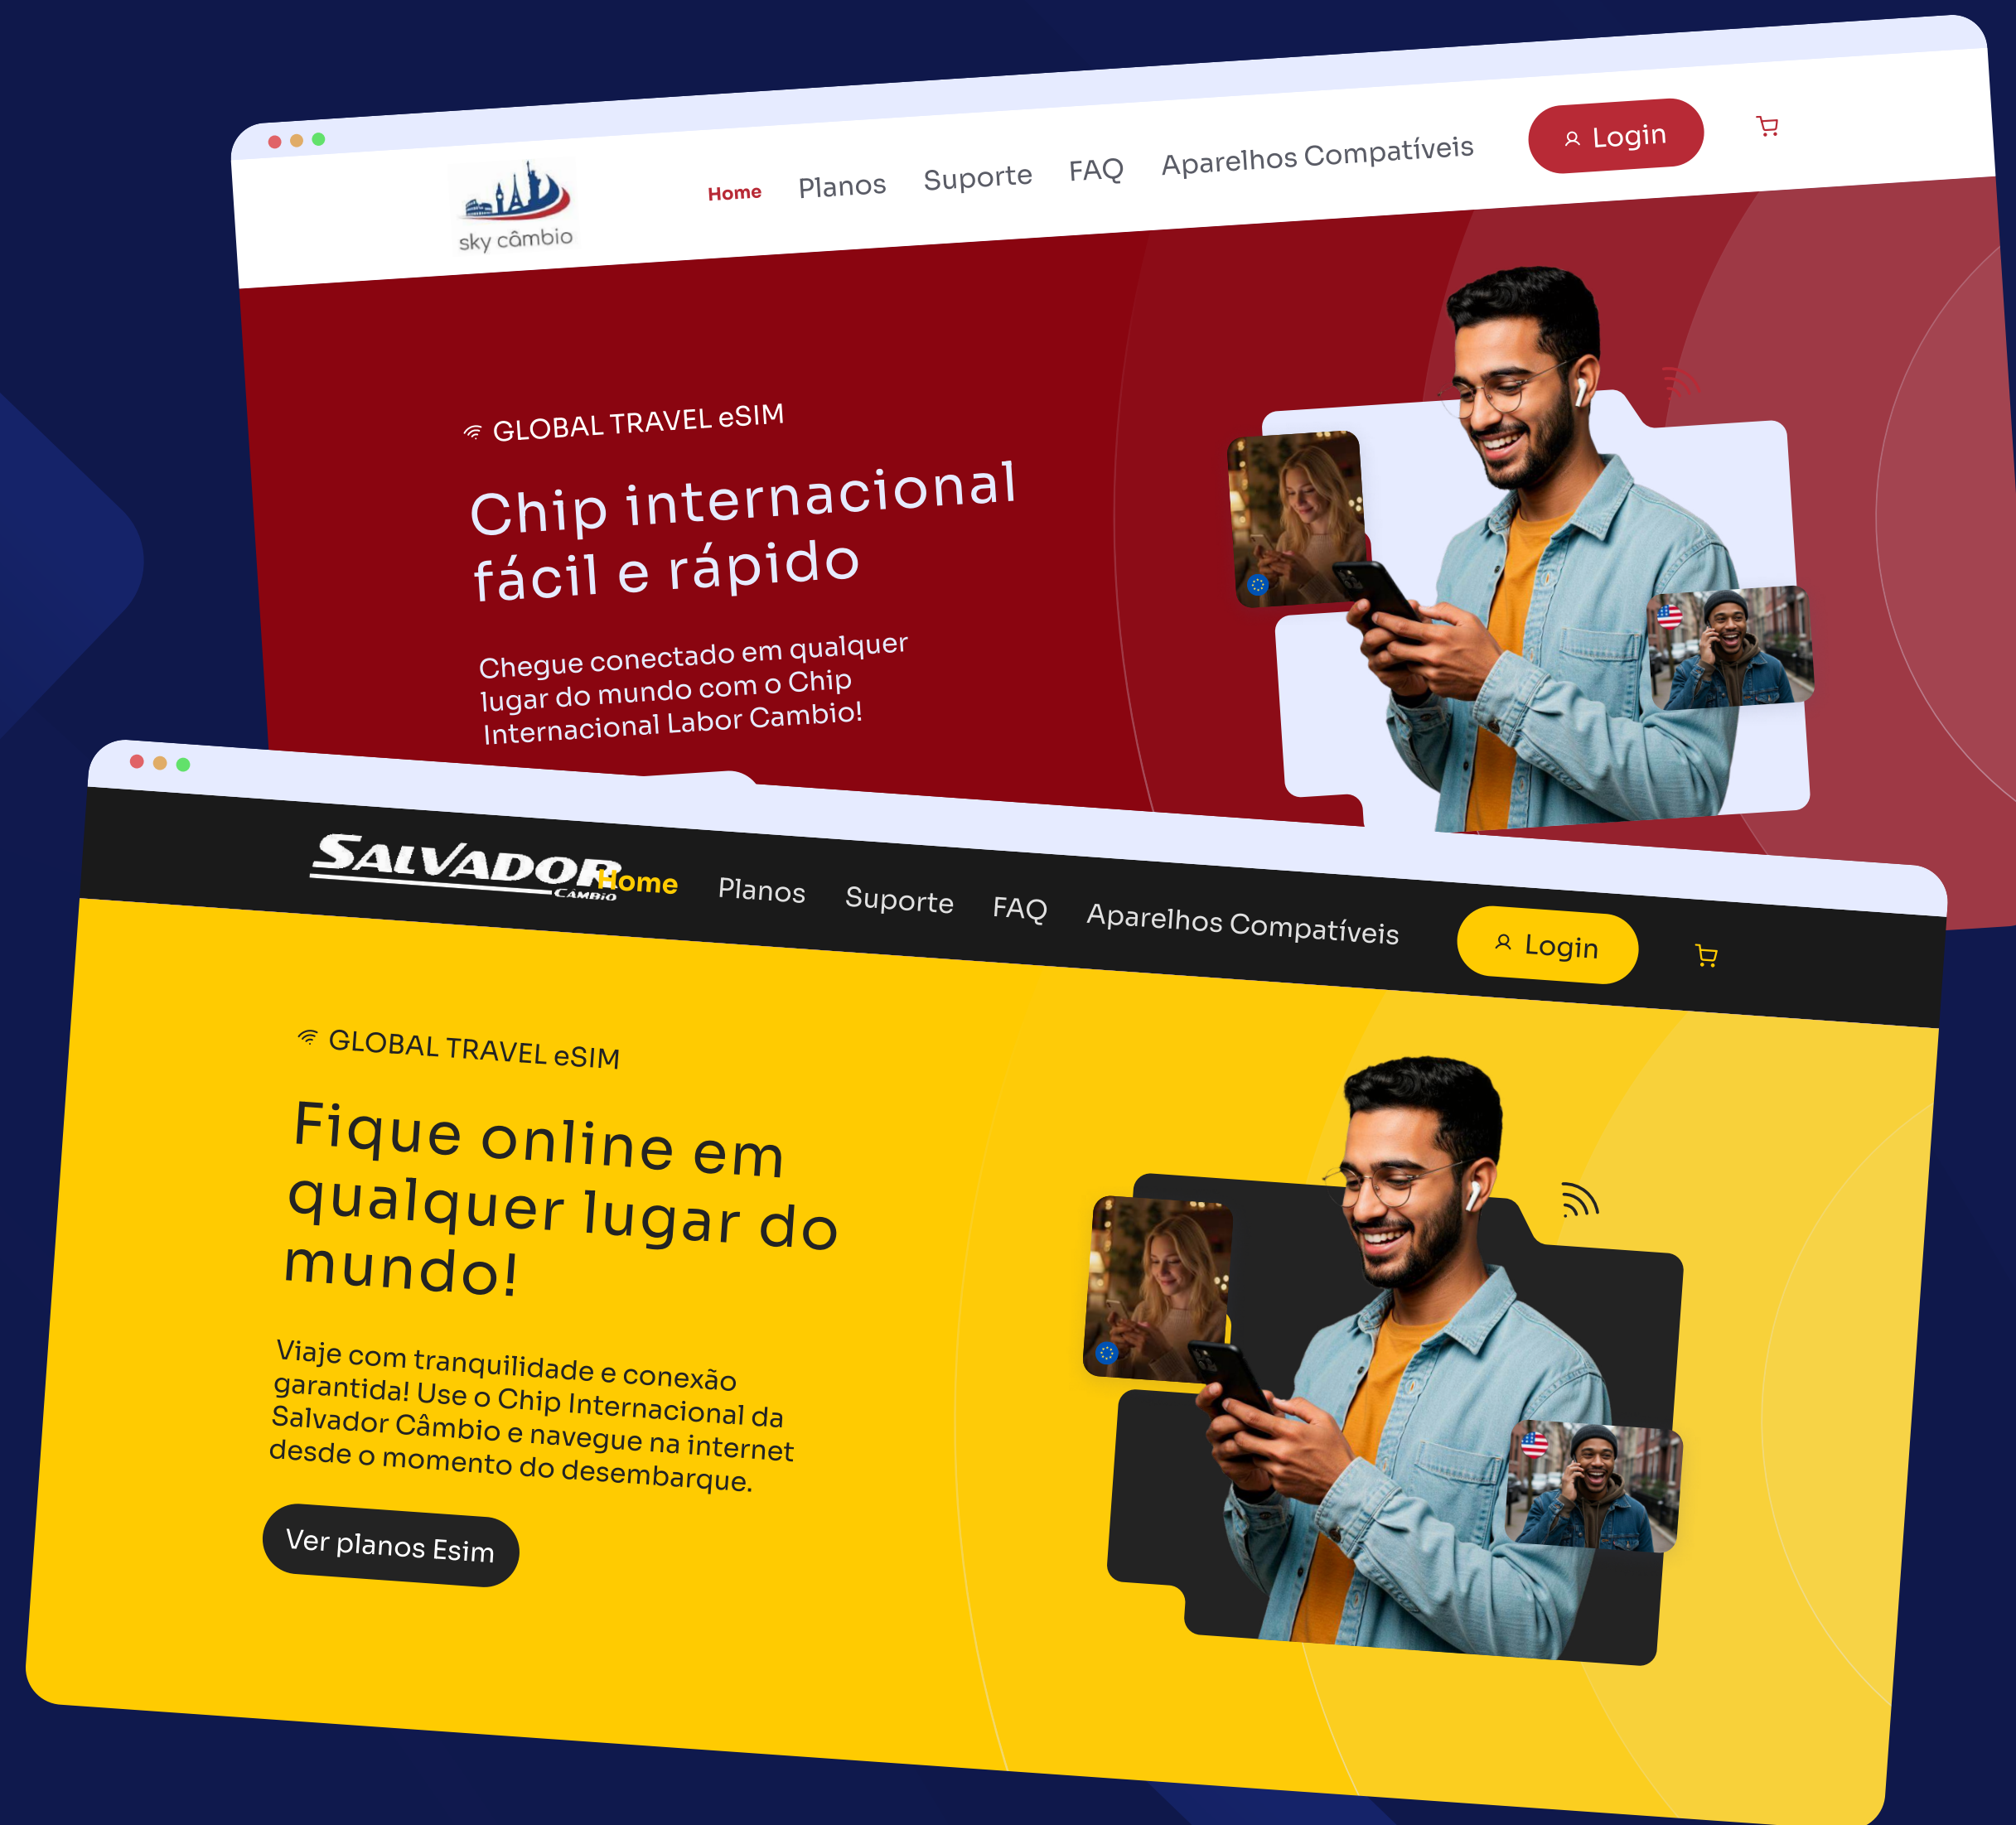 sky câmbio
Home Planos Suporte FAQ Aparelhos Compatíveis Login
GLOBAL TRAVEL eSIM
Chip internacional
fácil e rápido
Chegue conectado em qualquer
lugar do mundo com o Chip
Internacional Labor Cambio!
SALVADOR
CÂMBIO
Home Planos Suporte FAQ Aparelhos Compatíveis Login
GLOBAL TRAVEL eSIM
Fique online em
qualquer lugar do
mundo!
Viaje com tranquilidade e conexão
garantida! Use o Chip Internacional da
Salvador Câmbio e navegue na internet
desde o momento do desembarque.
Ver planos Esim